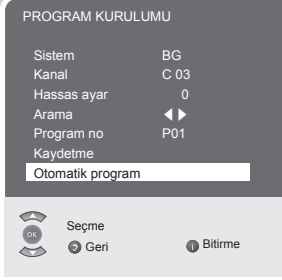 PROGRAM KURULUMU
Sistem BG
Kanal C 03
Hassas ayar 0
Arama
Program no P01
Kaydetme
Otomatik program
OK Seçme
Geri i Bitirme